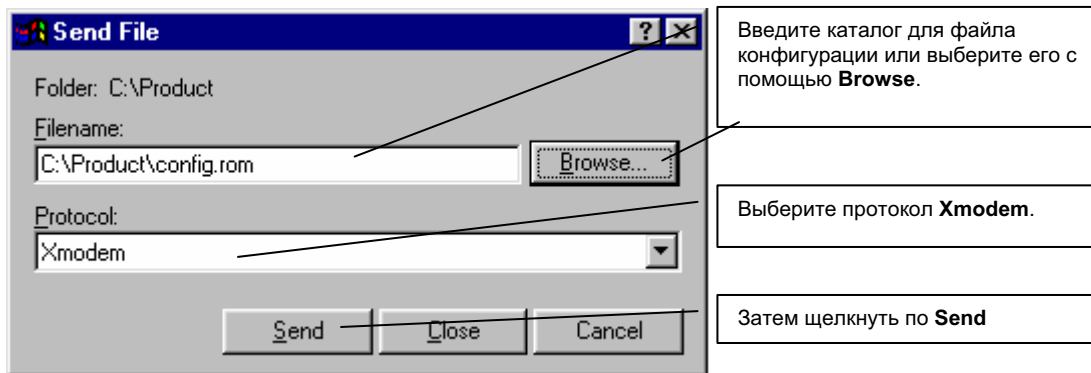 Send File
Folder: C:\Product
Filename:
C:\Product\config.rom
Browse...
Protocol:
Xmodem
Send
Close
Cancel
Введите каталог для файла
конфигурации или выберите его с
помощью Browse.
Выберите протокол Xmodem.
Затем щелкнуть по Send